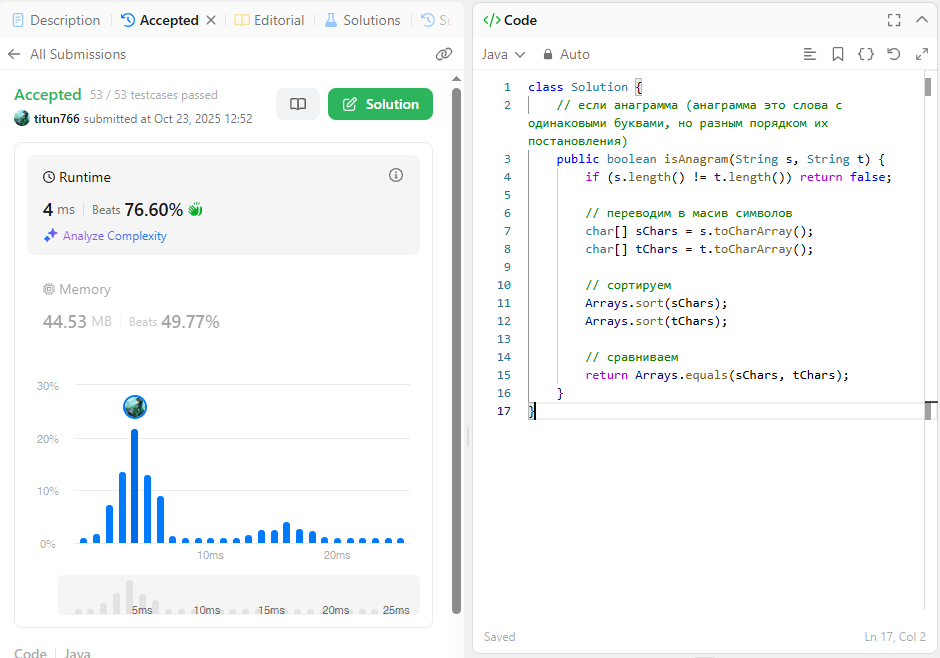 Description
Accepted
Editorial
Solutions
Su
All Submissions
Accepted 53 / 53 testcases passed
titun766 submitted at Oct 23, 2025 12:52
Solution
Runtime
4 ms Beats 76.60%
Analyze Complexity
Memory
44.53 MB Beats 49.77%
30%
20%
10%
0%
10ms 20ms
5ms 10ms 15ms 20ms 25ms
Code Java
</> Code
Java Auto
1 class Solution {
2 // если анаграмма (анаграмма это слова с
одинаковыми буквами, но разным порядком их
постановления)
3 public boolean isAnagram(String s, String t) {
4 if (s.length() != t.length()) return false;
5
6 // переводим в масив символов
7 char[] sChars = s.toCharArray();
8 char[] tChars = t.toCharArray();
9
10 // сортируем
11 Arrays.sort(sChars);
12 Arrays.sort(tChars);
13
14 // сравниваем
15 return Arrays.equals(sChars, tChars);
16 }
17 }
Saved Ln 17, Col 2